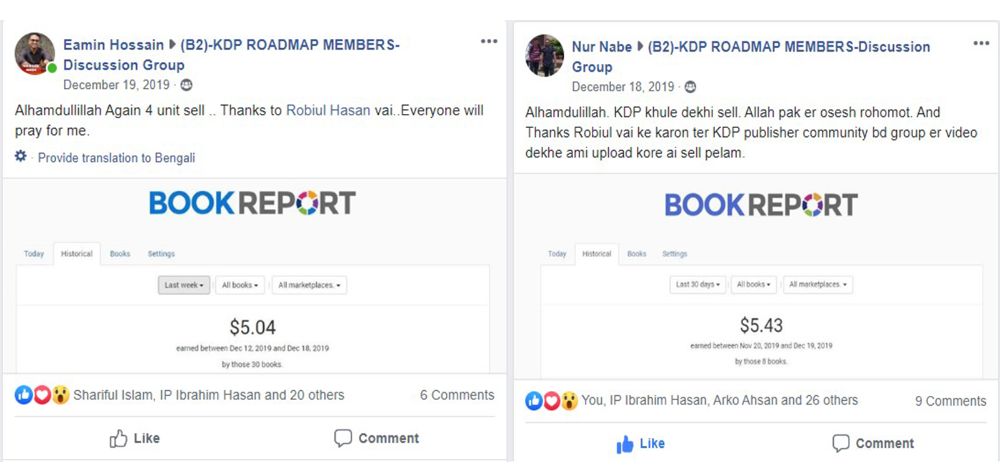 Eamin Hossain ▸ (B2)-KDP ROADMAP MEMBERS-
Discussion Group
December 19, 2019 ·
Alhamdullillah Again 4 unit sell .. Thanks to Robiul Hasan vai..Everyone will
pray for me.
· Provide translation to Bengali
BOOKREPORT
Today Historical Books Settings
Last week All books All marketplaces.
$5.04
earned between Dec 12, 2019 and Dec 18, 2019
by those 30 books.
Shariful Islam, IP Ibrahim Hasan and 20 others 6 Comments
Like Comment
Nur Nabe ▸ (B2)-KDP ROADMAP MEMBERS-Discussion
Group
December 18, 2019 ·
Alhamdulillah. KDP khule dekhi sell. Allah pak er osesh rohomot. And
Thanks Robiul vai ke karon ter KDP publisher community bd group er video
dekhe ami upload kore ai sell pelam.
BOOKREPORT
Today Historical Books Settings
Last 30 days All books All marketplaces.
$5.43
earned between Nov 20, 2019 and Dec 19, 2019
by those 8 books.
You, IP Ibrahim Hasan, Arko Ahsan and 26 others 9 Comments
Like Comment